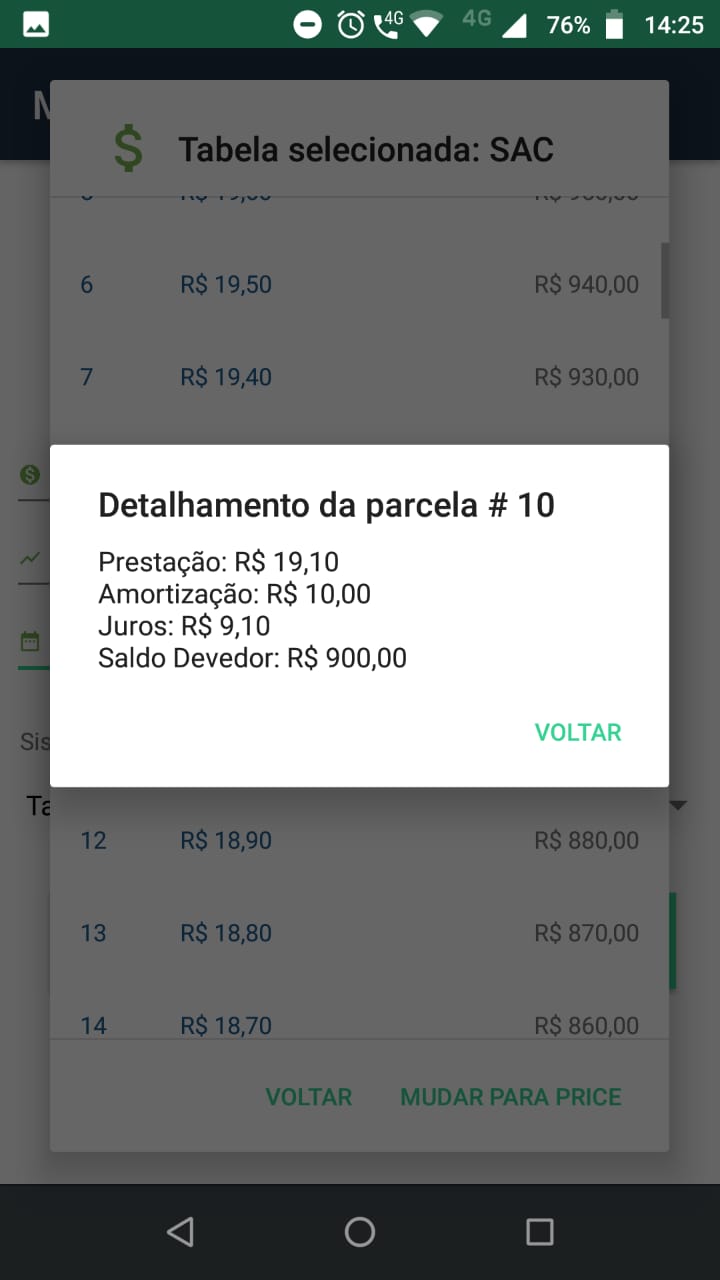 4G 4G 76% 14:25
Tabela selecionada: SAC
6 R$ 19,50 R$ 940,00
7 R$ 19,40 R$ 930,00
Detalhamento da parcela # 10
Prestação: R$ 19,10
Amortização: R$ 10,00
Juros: R$ 9,10
Saldo Devedor: R$ 900,00
VOLTAR
12 R$ 18,90 R$ 880,00
13 R$ 18,80 R$ 870,00
14 R$ 18,70 R$ 860,00
VOLTAR MUDAR PARA PRICE